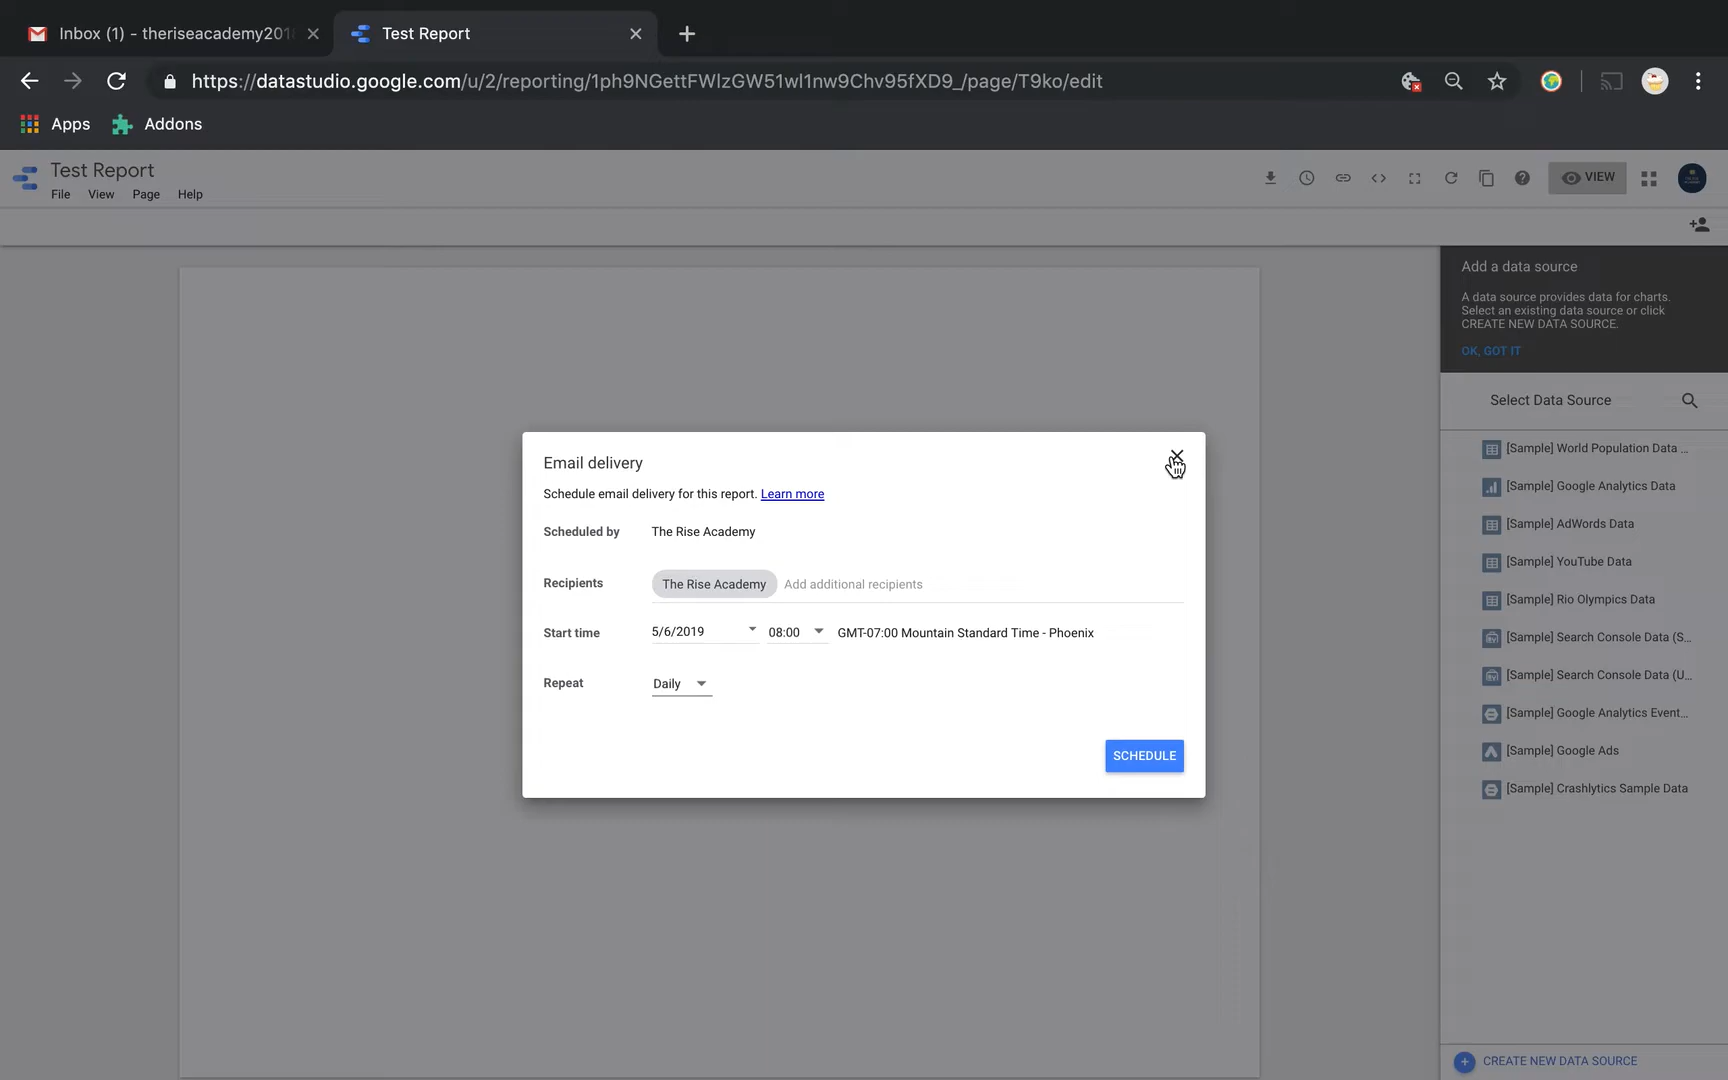 Inbox (1) - theriseacademy201
Test Report
https://datastudio.google.com/u/2/reporting/1ph9NGettFWlzGW51wl1nw9Chv95fXD9_/page/T9ko/edit
Apps
Addons
Test Report
File
View
Page
Help
VIEW
Add a data source
A data source provides data for charts.
Select an existing data source or click
CREATE NEW DATA SOURCE.
OK, GOT IT
Select Data Source
[Sample] World Population Data ...
[Sample] Google Analytics Data
[Sample] AdWords Data
[Sample] YouTube Data
[Sample] Rio Olympics Data
[Sample] Search Console Data (S...
[Sample] Search Console Data (U...
[Sample] Google Analytics Event...
[Sample] Google Ads
[Sample] Crashlytics Sample Data
CREATE NEW DATA SOURCE
Email delivery
Schedule email delivery for this report. Learn more
Scheduled by The Rise Academy
Recipients The Rise Academy Add additional recipients
Start time 5/6/2019 08:00 GMT-07:00 Mountain Standard Time - Phoenix
Repeat Daily
SCHEDULE